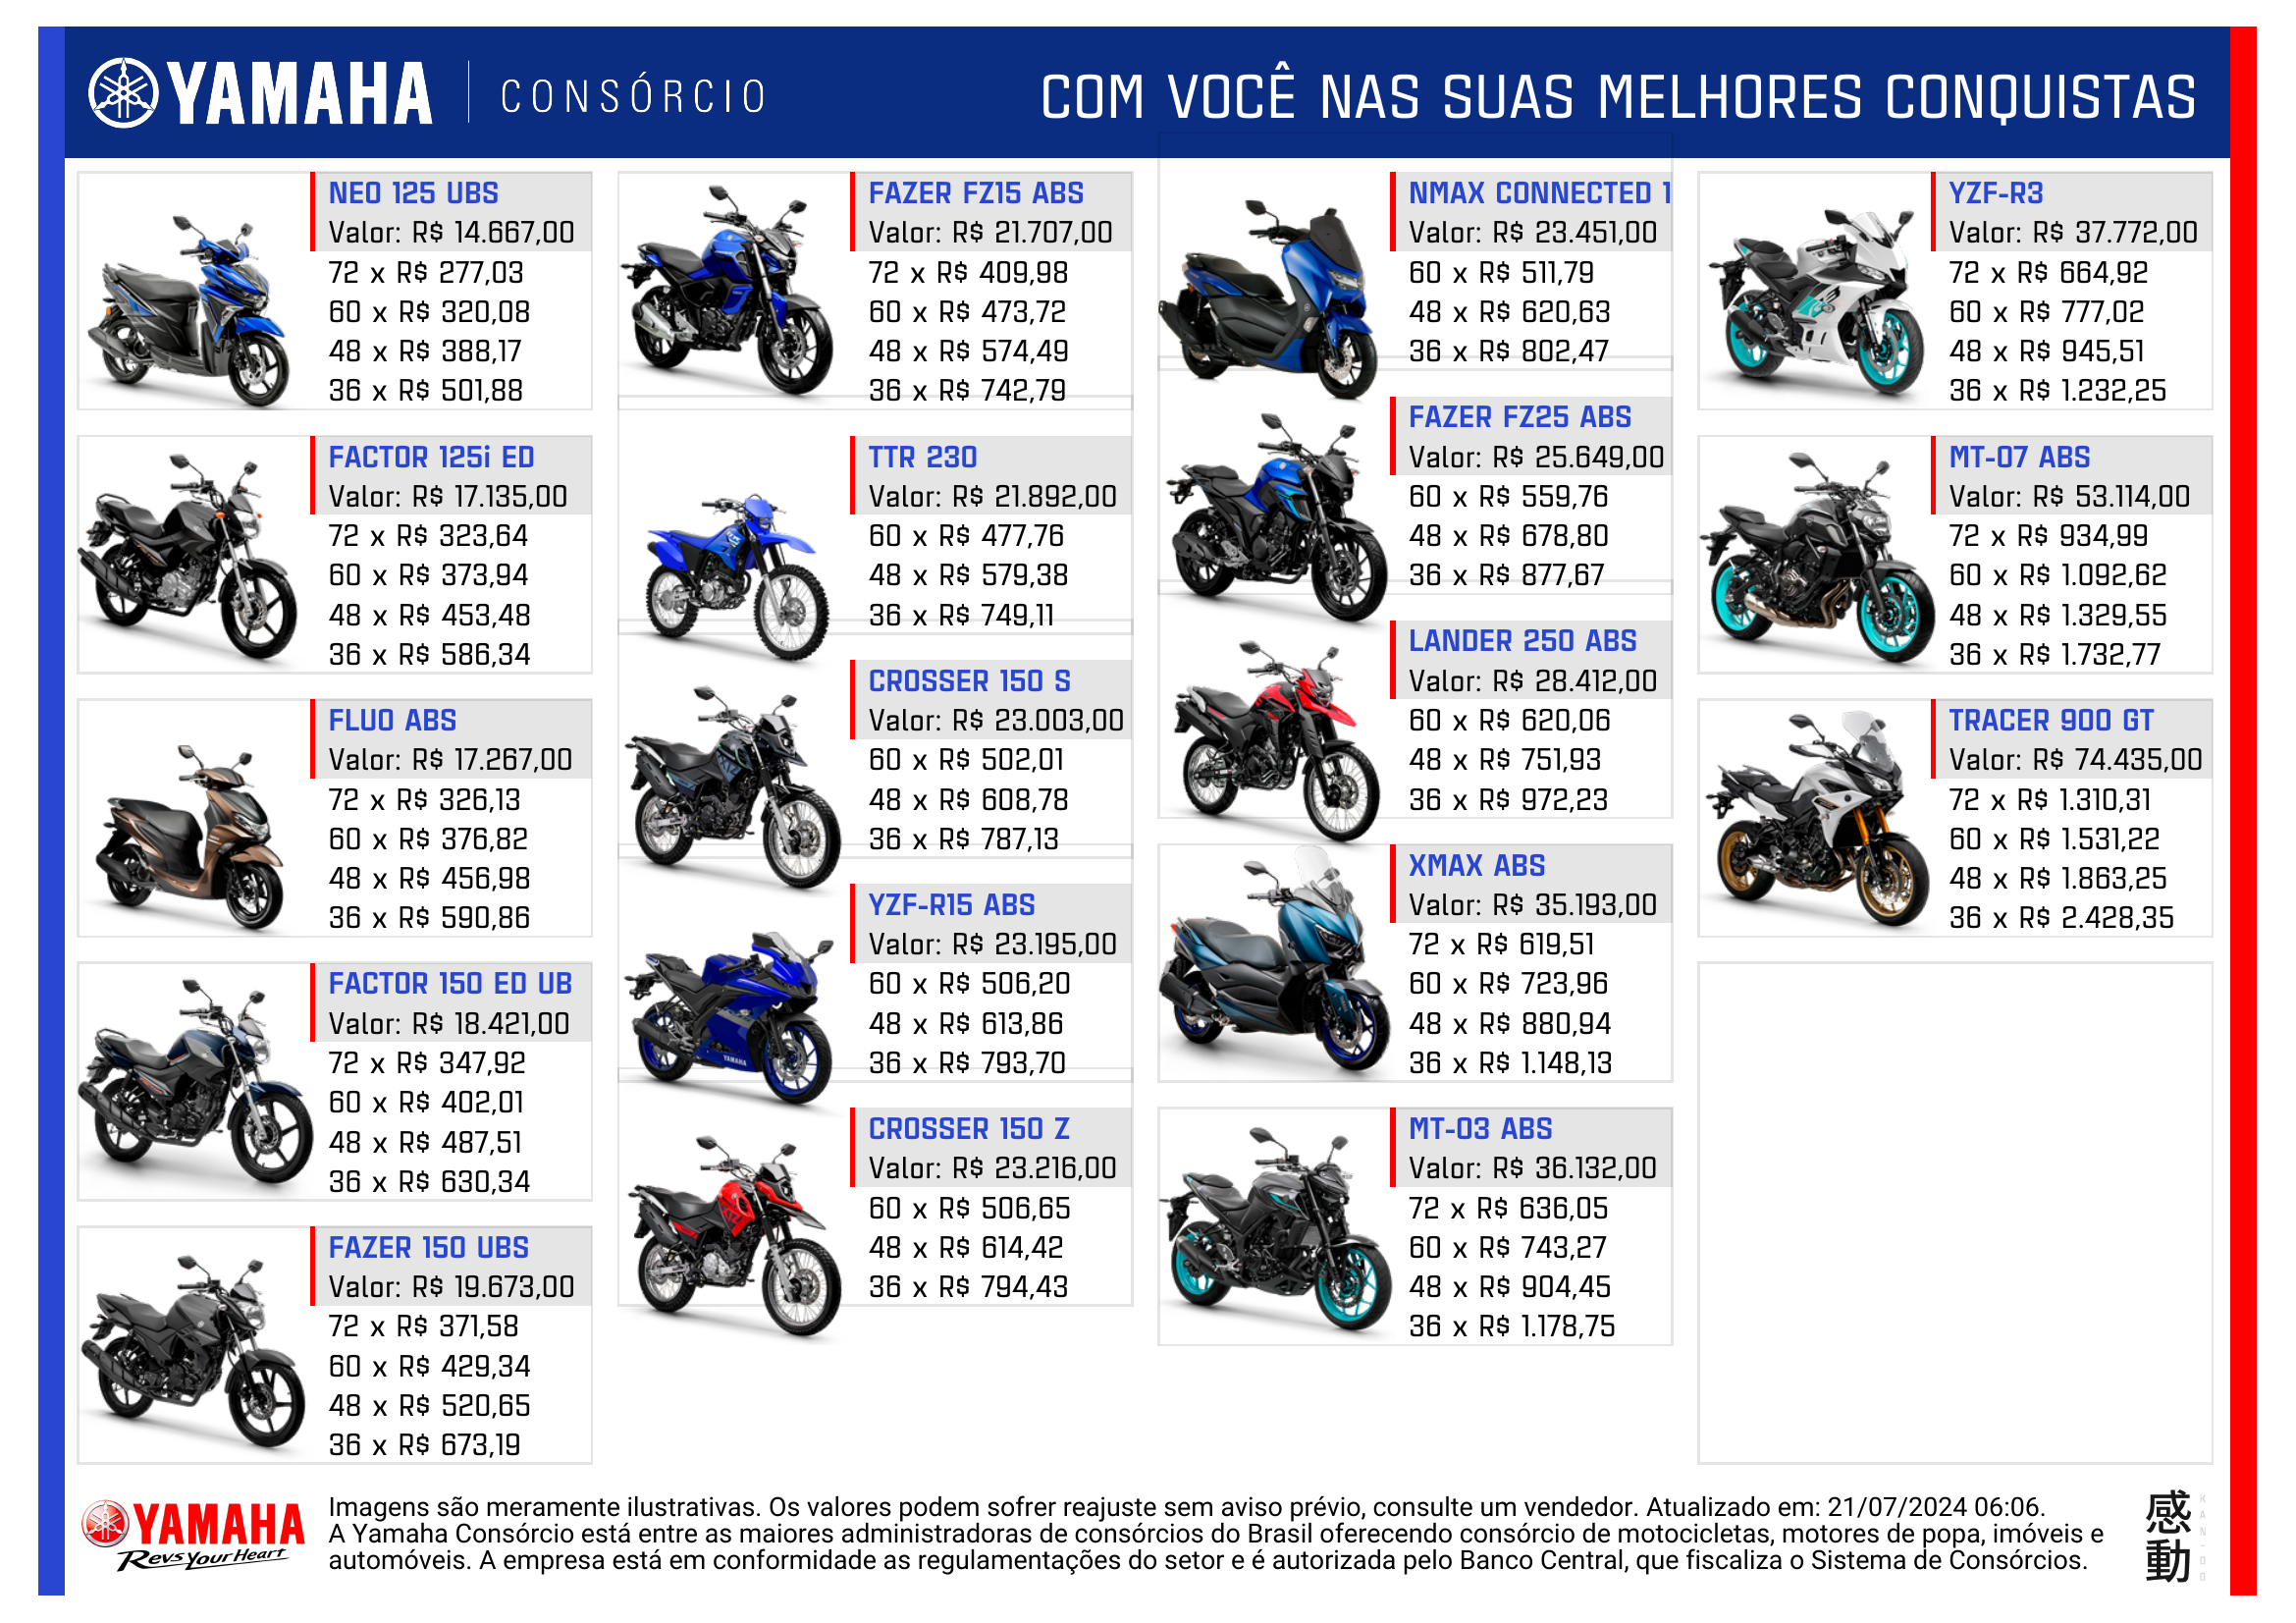 YAMAHA CONSÓRCIO
COM VOCÊ NAS SUAS MELHORES CONQUISTAS
NEO 125 UBS
Valor: R$ 14.667,00
72 x R$ 277,03
60 x R$ 320,08
48 x R$ 388,17
36 x R$ 501,88
FACTOR 125i ED
Valor: R$ 17.135,00
72 x R$ 323,64
60 x R$ 373,94
48 x R$ 453,48
36 x R$ 586,34
FLUO ABS
Valor: R$ 17.267,00
72 x R$ 326,13
60 x R$ 376,82
48 x R$ 456,98
36 x R$ 590,86
FACTOR 150 ED UB
Valor: R$ 18.421,00
72 x R$ 347,92
60 x R$ 402,01
48 x R$ 487,51
36 x R$ 630,34
FAZER 150 UBS
Valor: R$ 19.673,00
72 x R$ 371,58
60 x R$ 429,34
48 x R$ 520,65
36 x R$ 673,19
FAZER FZ15 ABS
Valor: R$ 21.707,00
72 x R$ 409,98
60 x R$ 473,72
48 x R$ 574,49
36 x R$ 742,79
TTR 230
Valor: R$ 21.892,00
60 x R$ 477,76
48 x R$ 579,38
36 x R$ 749,11
CROSSER 150 S
Valor: R$ 23.003,00
60 x R$ 502,01
48 x R$ 608,78
36 x R$ 787,13
YZF-R15 ABS
Valor: R$ 23.195,00
60 x R$ 506,20
48 x R$ 613,86
36 x R$ 793,70
YAMAHA
CROSSER 150 Z
Valor: R$ 23.216,00
60 x R$ 506,65
48 x R$ 614,42
36 x R$ 794,43
NMAX CONNECTED 1
Valor: R$ 23.451,00
60 x R$ 511,79
48 x R$ 620,63
36 x R$ 802,47
FAZER FZ25 ABS
Valor: R$ 25.649,00
60 x R$ 559,76
48 x R$ 678,80
36 x R$ 877,67
LANDER 250 ABS
Valor: R$ 28.412,00
60 x R$ 620,06
48 x R$ 751,93
36 x R$ 972,23
XMAX ABS
Valor: R$ 35.193,00
72 x R$ 619,51
60 x R$ 723,96
48 x R$ 880,94
36 x R$ 1.148,13
MT-03 ABS
Valor: R$ 36.132,00
72 x R$ 636,05
60 x R$ 743,27
48 x R$ 904,45
36 x R$ 1.178,75
YZF-R3
Valor: R$ 37.772,00
72 x R$ 664,92
60 x R$ 777,02
48 x R$ 945,51
36 x R$ 1.232,25
MT-07 ABS
Valor: R$ 53.114,00
72 x R$ 934,99
60 x R$ 1.092,62
48 x R$ 1.329,55
36 x R$ 1.732,77
TRACER 900 GT
Valor: R$ 74.435,00
72 x R$ 1.310,31
60 x R$ 1.531,22
48 x R$ 1.863,25
36 x R$ 2.428,35
YAMAHA
Revs Your Heart
Imagens são meramente ilustrativas. Os valores podem sofrer reajuste sem aviso prévio, consulte um vendedor. Atualizado em: 21/07/2024 06:06.
A Yamaha Consórcio está entre as maiores administradoras de consórcios do Brasil oferecendo consórcio de motocicletas, motores de popa, imóveis e
automóveis. A empresa está em conformidade as regulamentações do setor e é autorizada pelo Banco Central, que fiscaliza o Sistema de Consórcios.
感動
KAN-DO